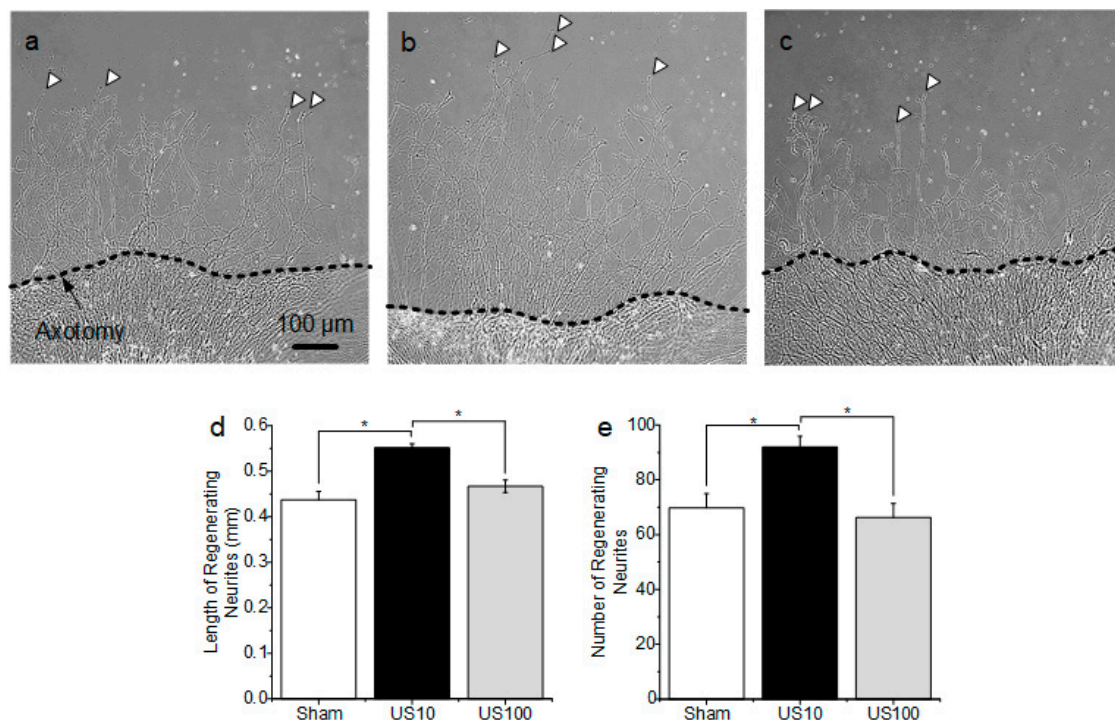 a
b
c
Axotomy
100 µm
d
Length of Regenerating
Neurites (mm)
0.6
0.5
0.4
0.3
0.2
0.1
0.0
*
*
Sham
US10
US100
e
Number of Regenerating
Neurites
100
80
60
40
20
0
*
*
Sham
US10
US100